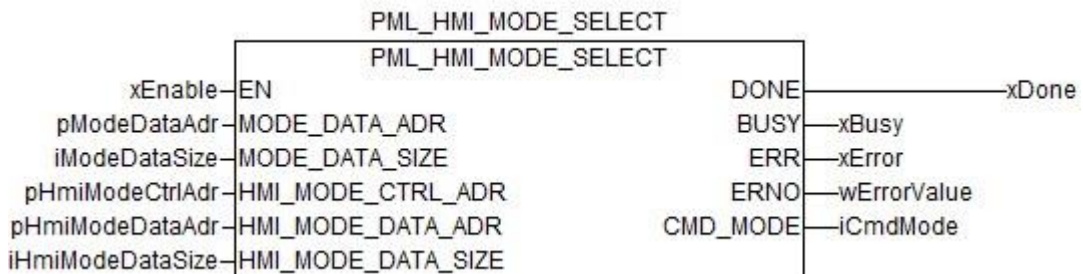 PML_HMI_MODE_SELECT
PML_HMI_MODE_SELECT
xEnable EN DONE xDone
pModeDataAdr MODE_DATA_ADR BUSY xBusy
iModeDataSize MODE_DATA_SIZE ERR xError
pHmiModeCtrlAdr HMI_MODE_CTRL_ADR ERNO wErrorValue
pHmiModeDataAdr HMI_MODE_DATA_ADR CMD_MODE iCmdMode
iHmiModeDataSize HMI_MODE_DATA_SIZE